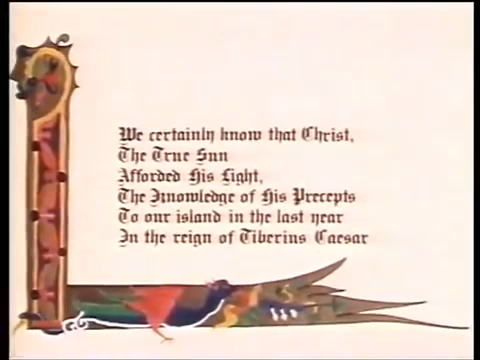 We certainly know that Christ,
The True Sun
Afforded His Light,
The Knowledge of His Precepts
To our island in the last year
In the reign of Tiberius Caesar